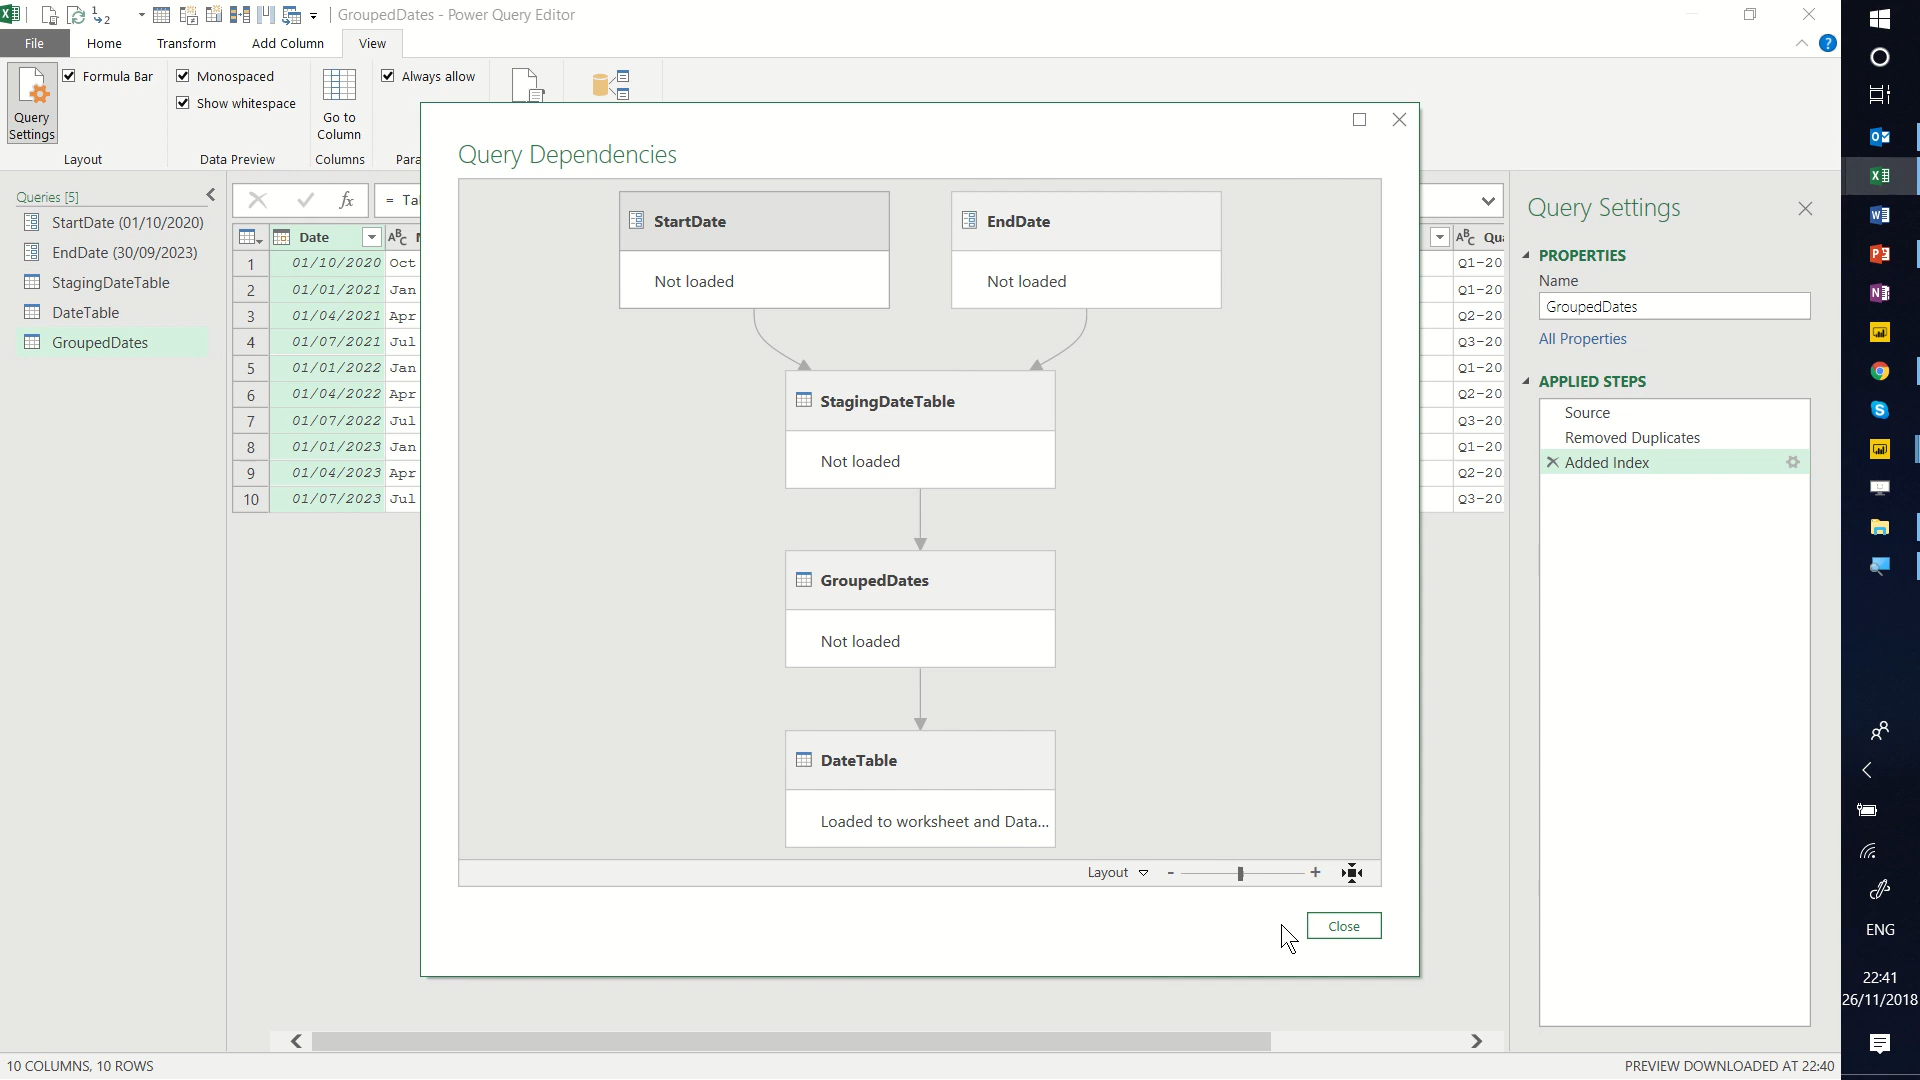 GroupedDates - Power Query Editor
File
Home
Transform
Add Column
View
Query
Settings
Formula Bar
Layout
Monospaced
Show whitespace
Data Preview
Go to
Column
Columns
Always allow
Queries [5]
StartDate (01/10/2020)
EndDate (30/09/2023)
StagingDateTable
DateTable
GroupedDates
fx
Date
ABC
1 01/10/2020 Oct
2 01/01/2021 Jan
3 01/04/2021 Apr
4 01/07/2021 Jul
5 01/01/2022 Jan
6 01/04/2022 Apr
7 01/07/2022 Jul
8 01/01/2023 Jan
9 01/04/2023 Apr
10 01/07/2023 Jul
Query Dependencies
StartDate
Not loaded
EndDate
Not loaded
StagingDateTable
Not loaded
GroupedDates
Not loaded
DateTable
Loaded to worksheet and Data...
Layout
- +
Close
ABC
Q1-20
Q1-20
Q2-20
Q3-20
Q1-20
Q2-20
Q3-20
Q1-20
Q2-20
Q3-20
Query Settings
PROPERTIES
Name
GroupedDates
All Properties
APPLIED STEPS
Source
Removed Duplicates
Added Index
10 COLUMNS, 10 ROWS
PREVIEW DOWNLOADED AT 22:40
ENG
22:41
26/11/2018